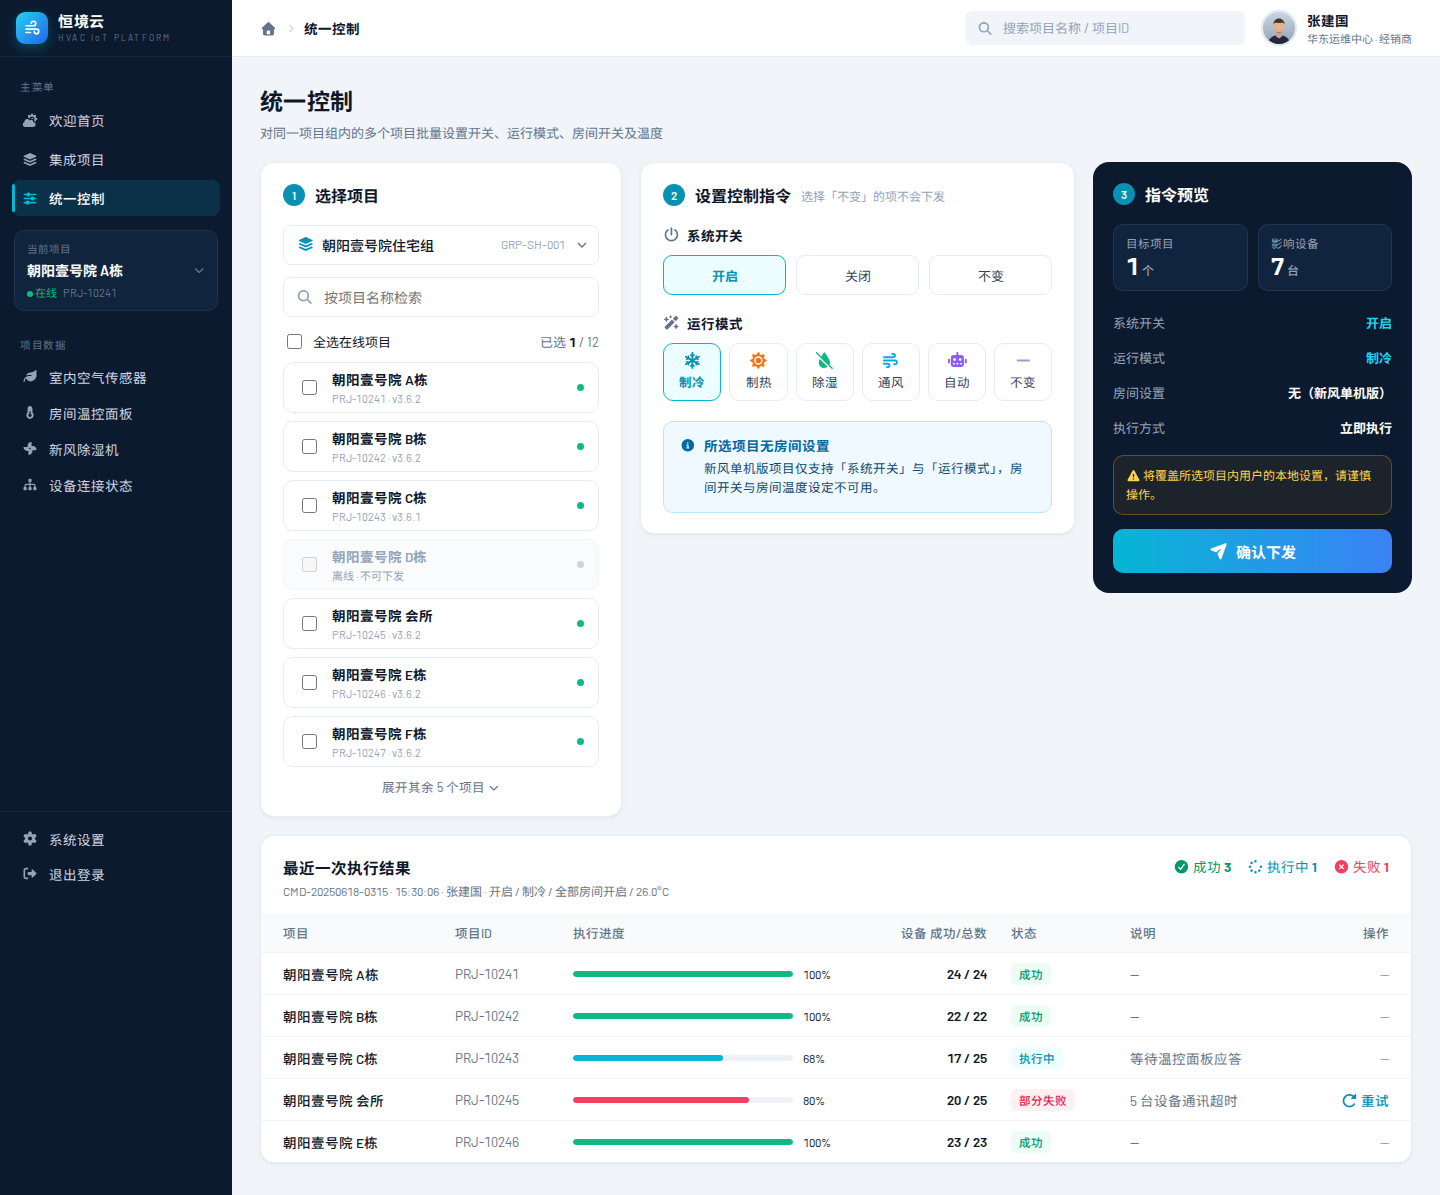 恒境云
HVAC IoT PLATFORM
主菜单
欢迎首页
集成项目
统一控制
当前项目
朝阳壹号院 A栋
在线 PRJ-10241
项目数据
室内空气传感器
房间温控面板
新风除湿机
设备连接状态
系统设置
退出登录
统一控制
搜索项目名称 / 项目ID
张建国
华东运维中心 · 经销商
统一控制
对同一项目组内的多个项目批量设置开关、运行模式、房间开关及温度
1 选择项目
朝阳壹号院住宅组 GRP-SH-001
按项目名称检索
全选在线项目 已选 1 / 12
朝阳壹号院 A栋
PRJ-10241 · v3.6.2
朝阳壹号院 B栋
PRJ-10242 · v3.6.2
朝阳壹号院 C栋
PRJ-10243 · v3.6.1
朝阳壹号院 D栋
离线 · 不可下发
朝阳壹号院 会所
PRJ-10245 · v3.6.2
朝阳壹号院 E栋
PRJ-10246 · v3.6.2
朝阳壹号院 F栋
PRJ-10247 · v3.6.2
展开其余 5 个项目
2 设置控制指令 选择「不变」的项不会下发
系统开关
开启 关闭 不变
运行模式
制冷 制热 除湿 通风 自动 不变
所选项目无房间设置
新风单机版项目仅支持「系统开关」与「运行模式」，房
间开关与房间温度设定不可用。
3 指令预览
目标项目 影响设备
1 个 7 台
系统开关 开启
运行模式 制冷
房间设置 无（新风单机版）
执行方式 立即执行
将覆盖所选项目内用户的本地设置，请谨慎
操作。
确认下发
最近一次执行结果 成功 3 执行中 1 失败 1
CMD-20250618-0315 · 15:30:06 · 张建国 · 开启 / 制冷 / 全部房间开启 / 26.0°C
项目 项目ID 执行进度 设备 成功/总数 状态 说明 操作
朝阳壹号院 A栋 PRJ-10241 100% 24 / 24 成功 — —
朝阳壹号院 B栋 PRJ-10242 100% 22 / 22 成功 — —
朝阳壹号院 C栋 PRJ-10243 68% 17 / 25 执行中 等待温控面板应答 —
朝阳壹号院 会所 PRJ-10245 80% 20 / 25 部分失败 5 台设备通讯超时 重试
朝阳壹号院 E栋 PRJ-10246 100% 23 / 23 成功 — —